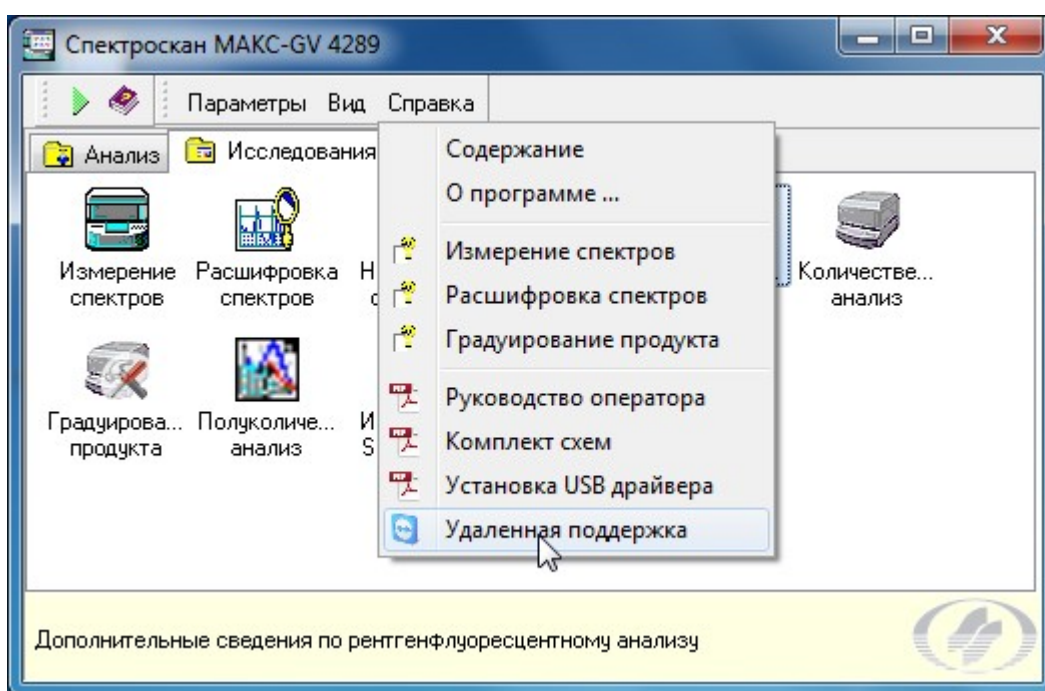 Спектроскан МАКС-GV 4289
Параметры Вид Справка
Анализ Исследования
Содержание
О программе ...
Измерение спектров
Расшифровка спектров
Градуирование продукта
Руководство оператора
Комплект схем
Установка USB драйвера
Удаленная поддержка
Измерение спектров
Расшифровка спектров
Количестве... анализ
Градуирова... продукта
Полуколиче... анализ
Дополнительные сведения по рентгенфлуоресцентному анализу